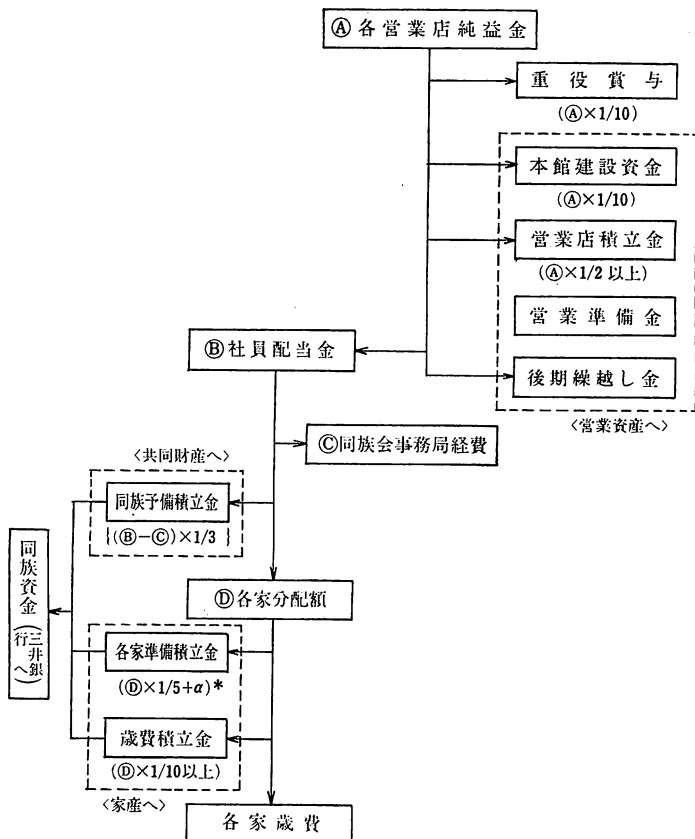 Ⓐ各営業店純益金
重役賞与
(Ⓐ×1/10)
本館建設資金
(Ⓐ×1/10)
営業店積立金
(Ⓐ×1/2以上)
営業準備金
後期繰越し金
〈営業資産へ〉
Ⓑ社員配当金
Ⓒ同族会事務局経費
〈共同財産へ〉
同族予備積立金
(Ⓑ−Ⓒ)×1/3
同族資金(三井銀行へ)
Ⓓ各家分配額
各家準備積立金
(Ⓓ×1/5+α)*
歳費積立金
(Ⓓ×1/10以上)
〈家産へ〉
各家歳費